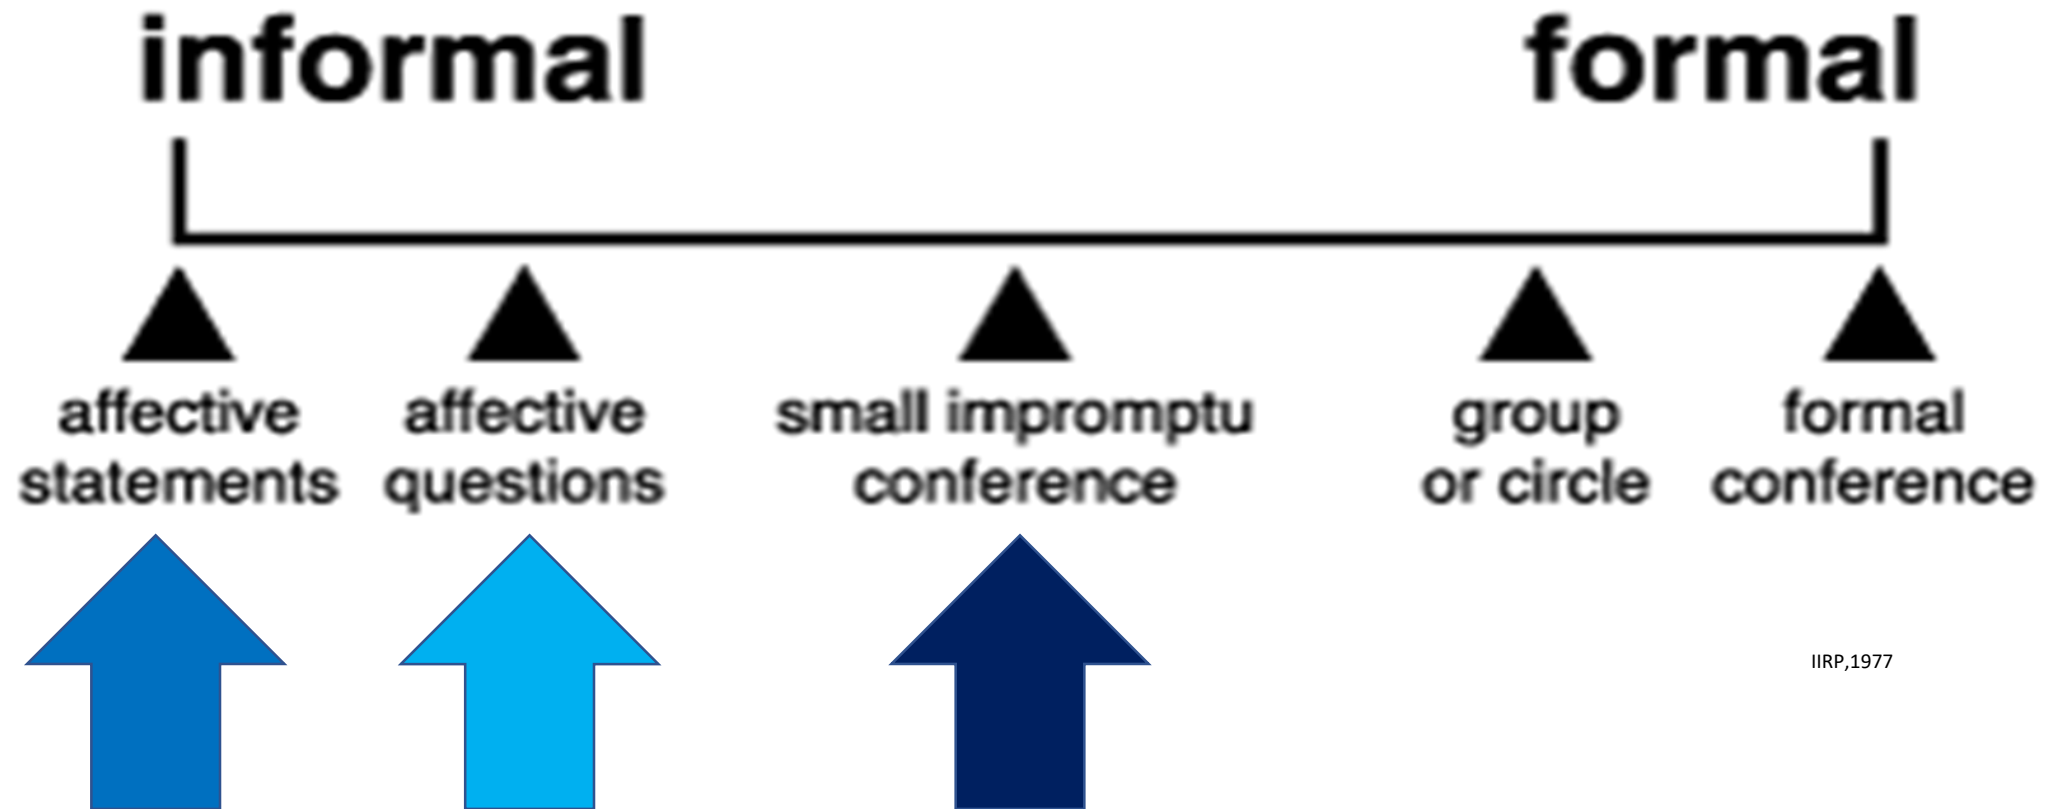 informal
formal
affective
statements
affective
questions
small impromptu
conference
group
or circle
formal
conference
IIRP,1977